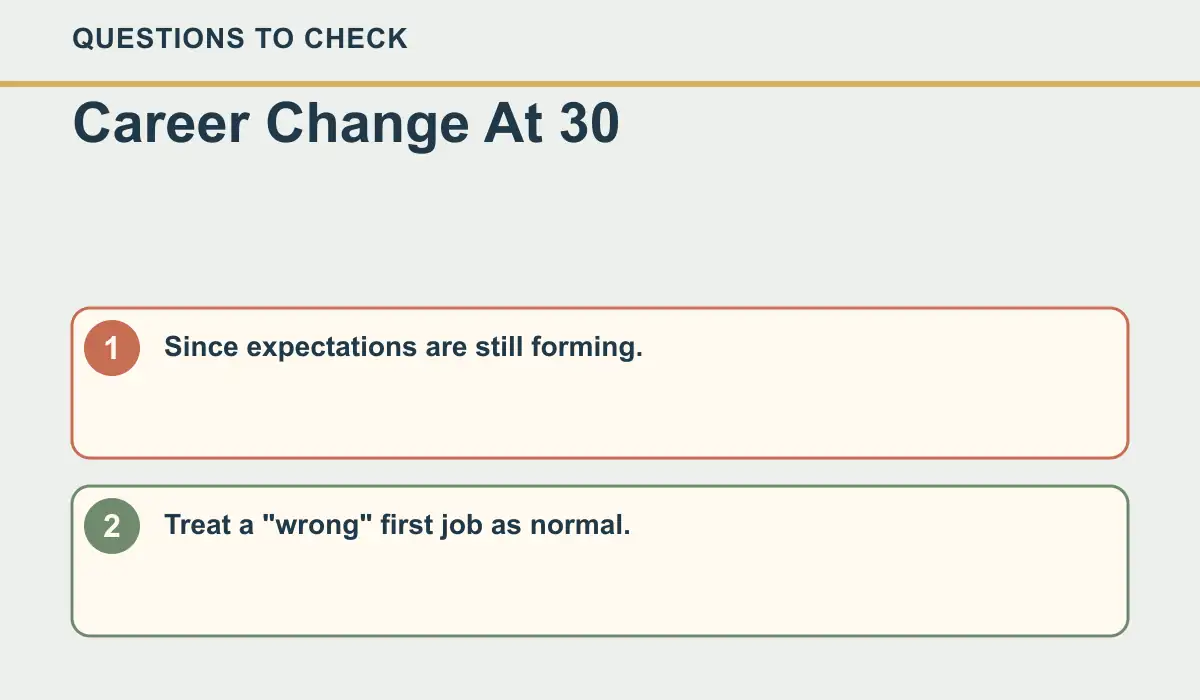 QUESTIONS TO CHECK
Career Change At 30
1 Since expectations are still forming.
2 Treat a "wrong" first job as normal.